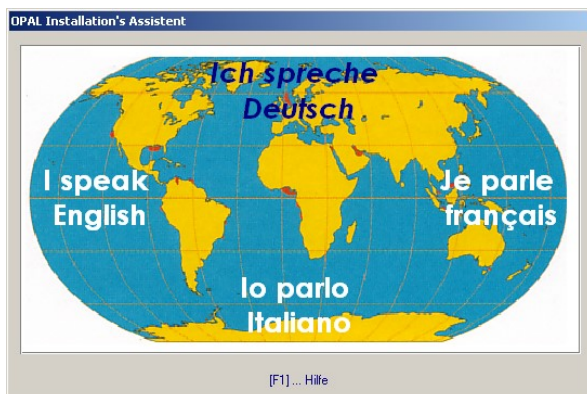 OPAL Installation's Assistent
Ich spreche
Deutsch
I speak
English
Je parle
français
Io parlo
Italiano
[F1] ... Hilfe